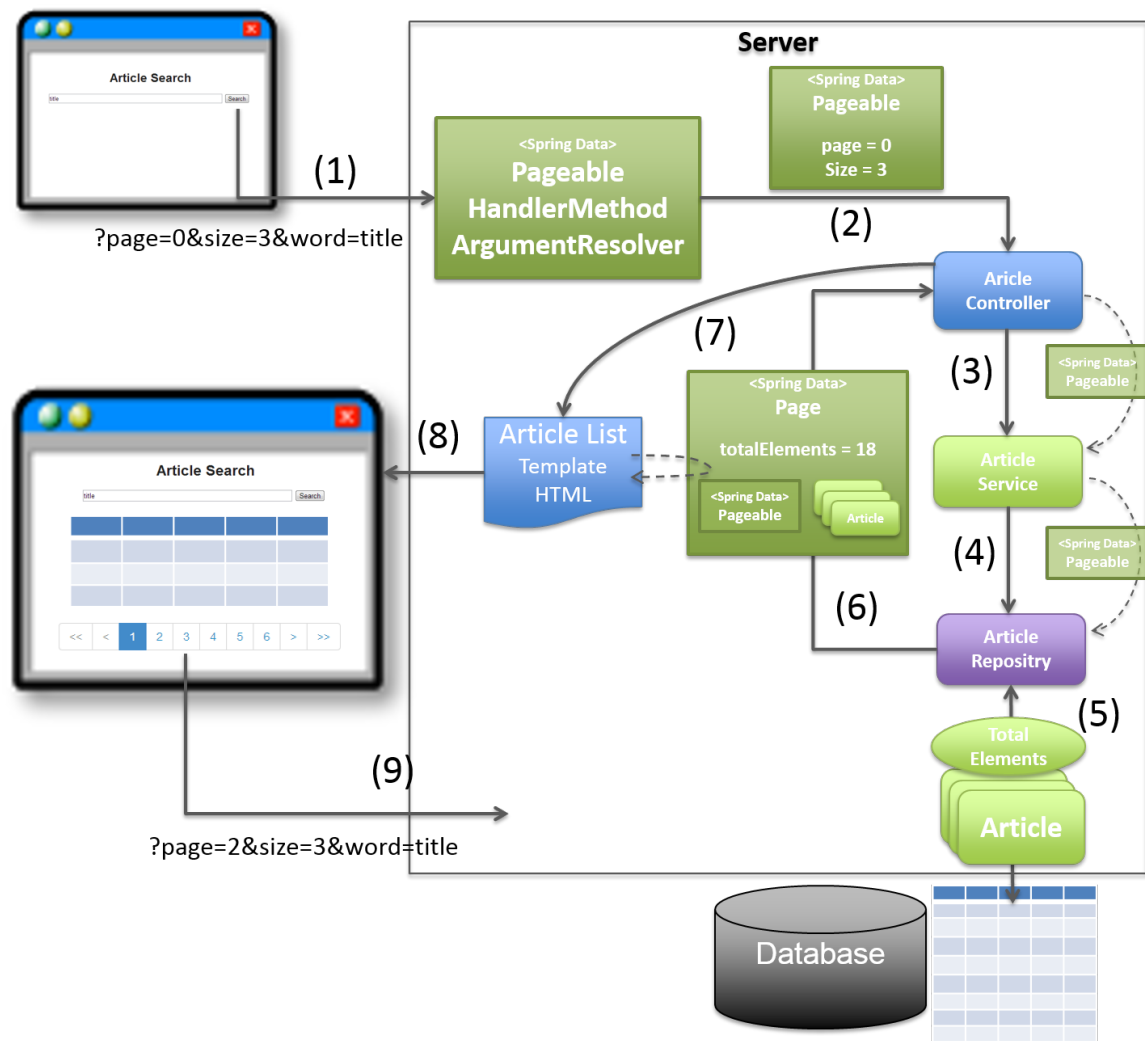 Server
Article Search
title
Search
(1)
?page=0&size=3&word=title
<Spring Data>
Pageable
HandlerMethod
ArgumentResolver
<Spring Data>
Pageable
page = 0
Size = 3
(2)
Aricle
Controller
(7)
(3)
<Spring Data>
Pageable
<Spring Data>
Page
totalElements = 18
<Spring Data>
Pageable
Article
Article List
Template
HTML
(8)
Article
Service
(4)
<Spring Data>
Pageable
(6)
Article
Repositry
(5)
Total
Elements
Article
Article Search
title
Search
<< < 1 2 3 4 5 6 > >>
(9)
?page=2&size=3&word=title
Database